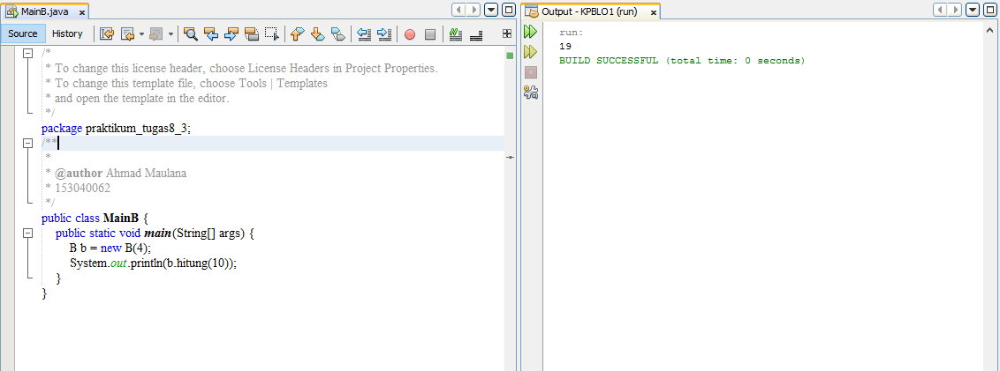 MainB.java
Source History
/*
* To change this license header, choose License Headers in Project Properties.
* To change this template file, choose Tools | Templates
* and open the template in the editor.
*/
package praktikum_tugas8_3;
/**
*
* @author Ahmad Maulana
* 153040062
*/
public class MainB {
public static void main(String[] args) {
B b = new B(4);
System.out.println(b.hitung(10));
}
}
Output - KPBLO1 (run)
run:
19
BUILD SUCCESSFUL (total time: 0 seconds)